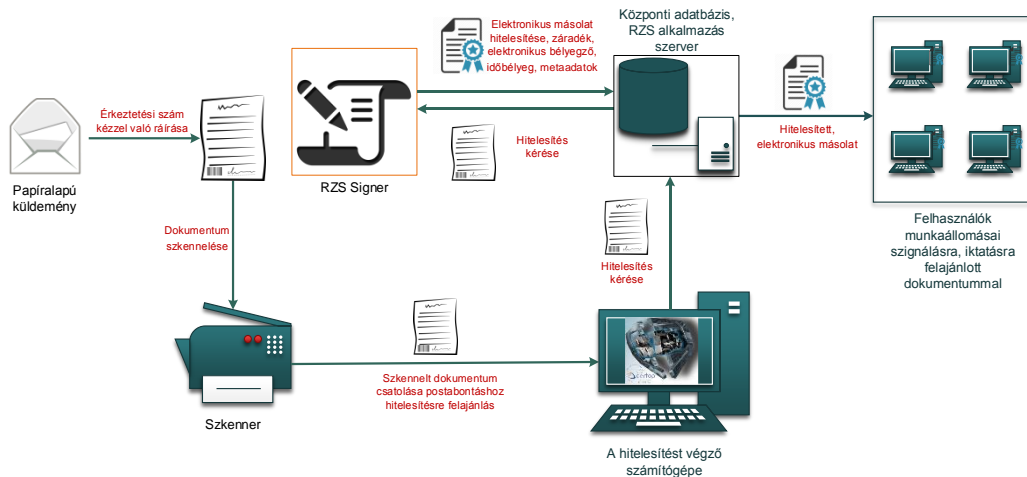 Elektronikus másolat
hitelesítése, záradék,
elektronikus bélyegző,
időbélyeg, metaadatok
Központi adatbázis,
RZS alkalmazás
szerver
Érkeztetési szám
kézzel való ráírása
Hitelesítés
kérése
Hitelesített,
elektronikus másolat
Papíralapú
küldemény
RZS Signer
Dokumentum
szkennelése
Hitelesítés
kérése
Felhasználók
munkaállomásai
szignálásra, iktatásra
felajánlott
dokumentummal
Szkennelt dokumentum
csatolása postabontáshoz
hitelesítésre felajánlás
Szkenner
A hitelesítést végző
számítógépe